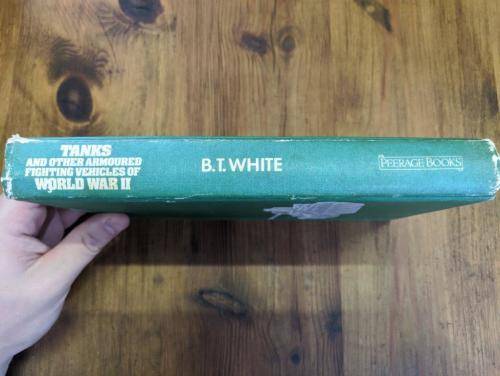 TANKS
AND OTHER ARMOURED
FIGHTING VEHICLES OF
WORLD WAR II
B.T. WHITE
PEERAGE BOOKS